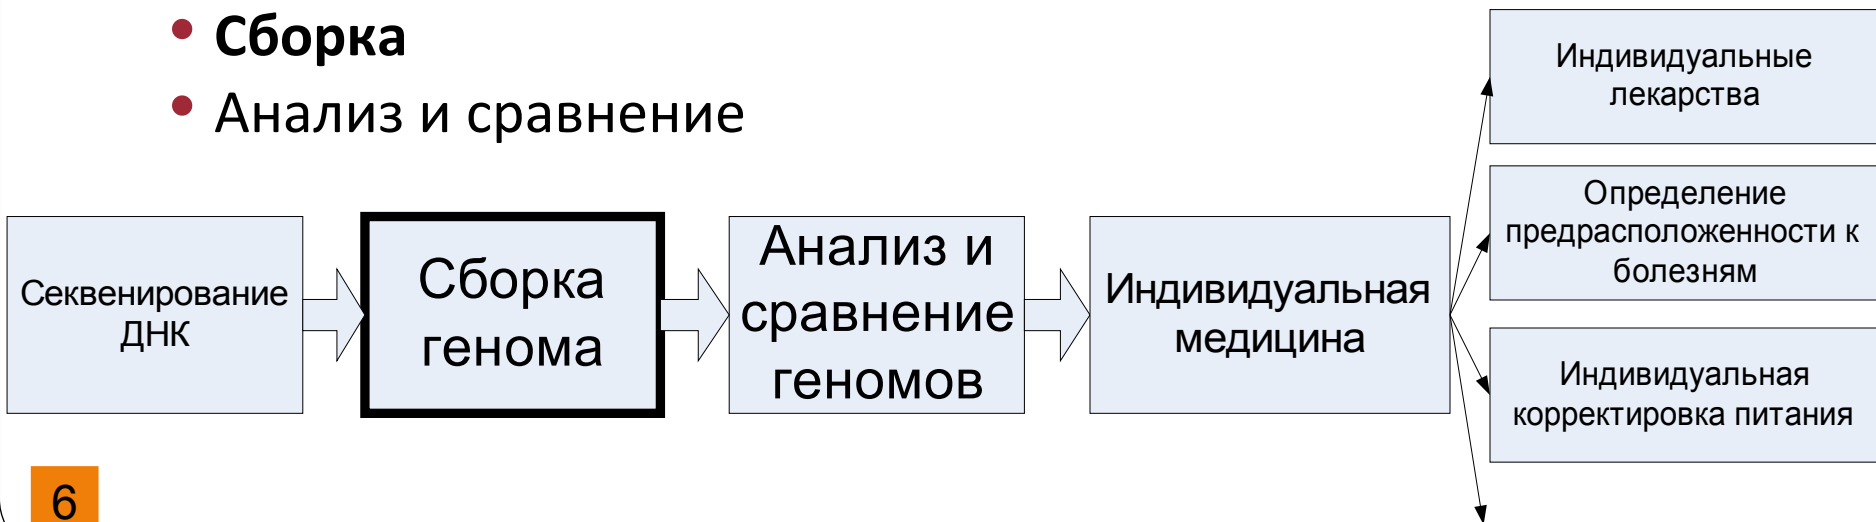 Сборка
Анализ и сравнение
Секвенирование
ДНК
Сборка
генома
Анализ и
сравнение
геномов
Индивидуальная
медицина
Индивидуальные
лекарства
Определение
предрасположенности к
болезням
Индивидуальная
корректировка питания
6